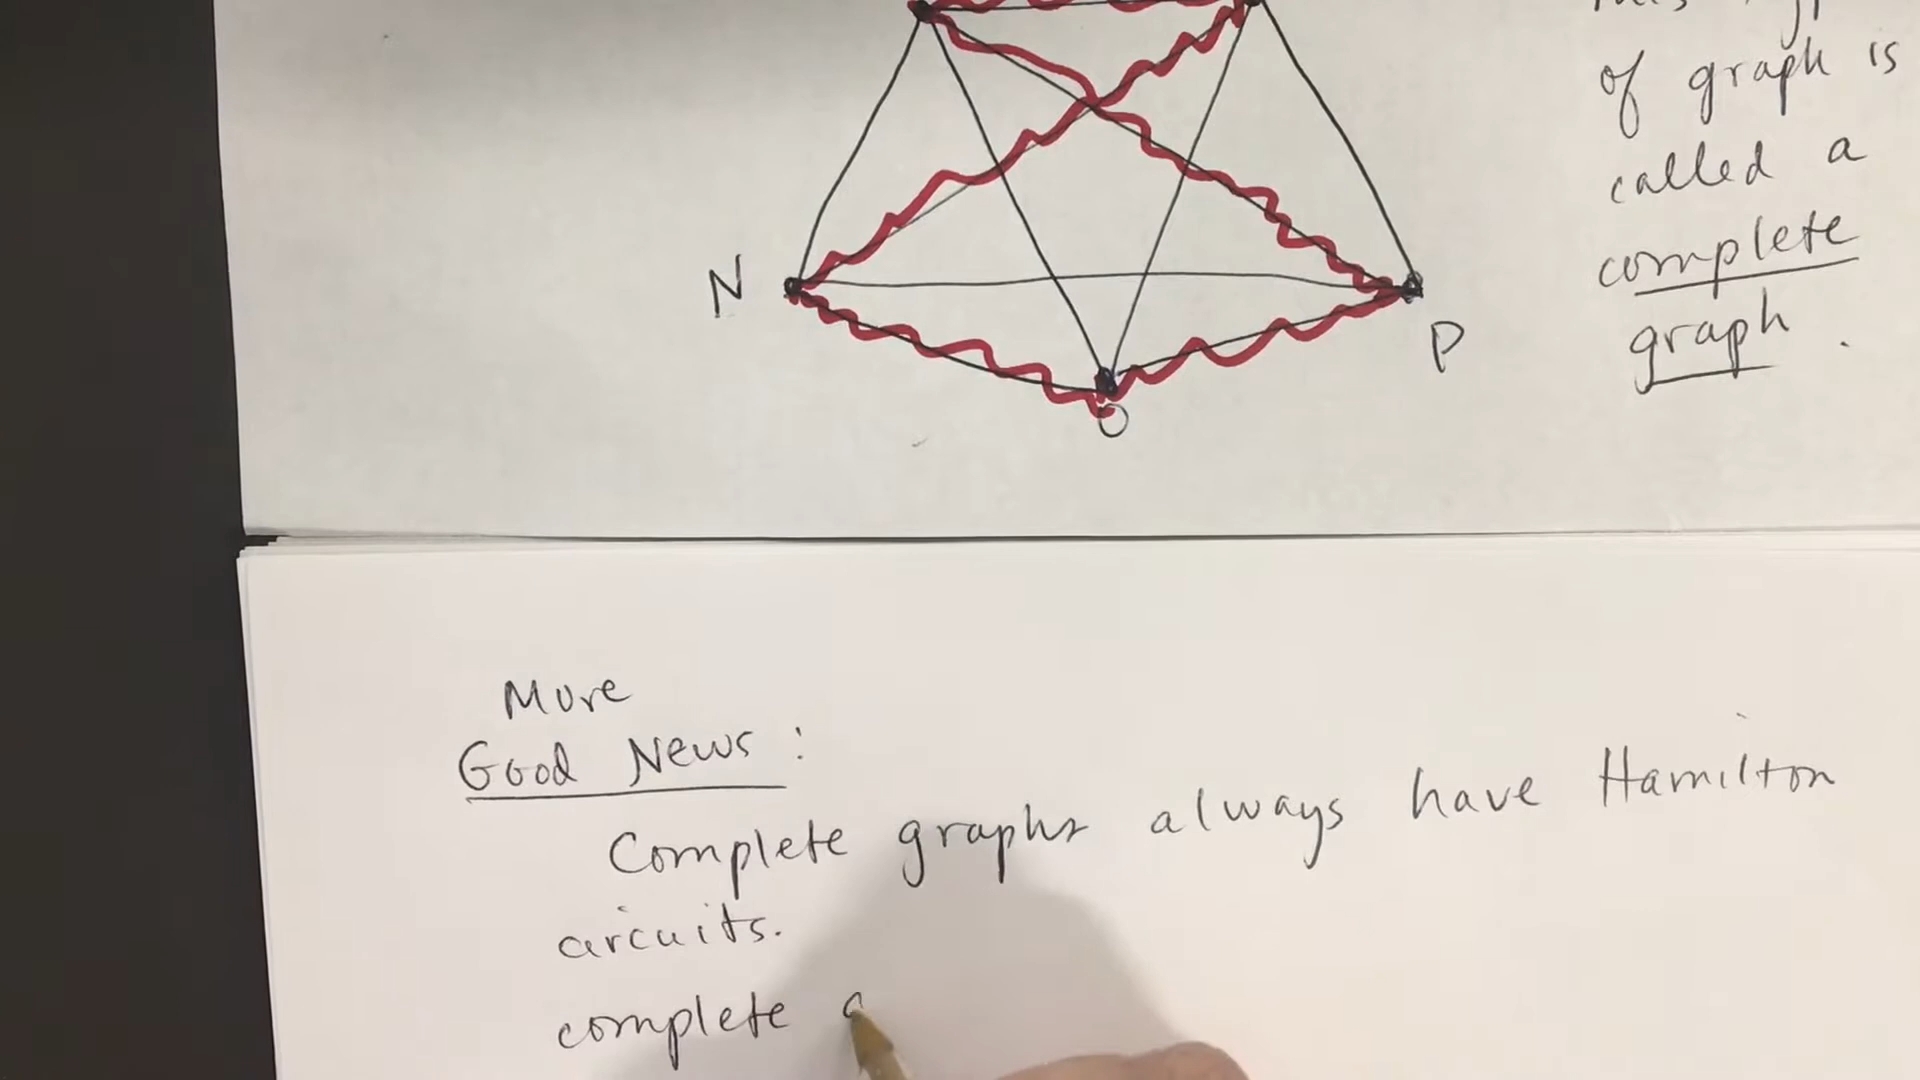 of graph is
called a
complete
graph.
N
P
O
More
Good News:
Complete graphs always have Hamilton
circuits.
complete